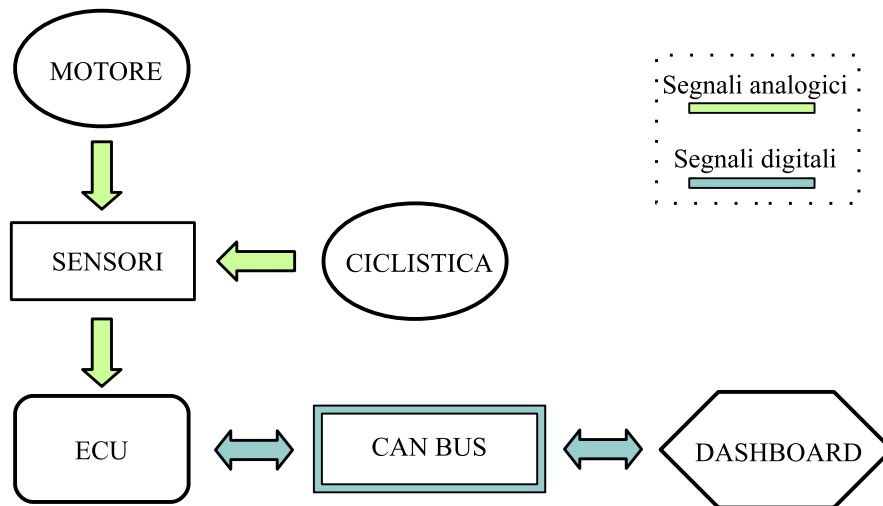 MOTORE
Segnali analogici
Segnali digitali
SENSORI
CICLISTICA
ECU
CAN BUS
DASHBOARD